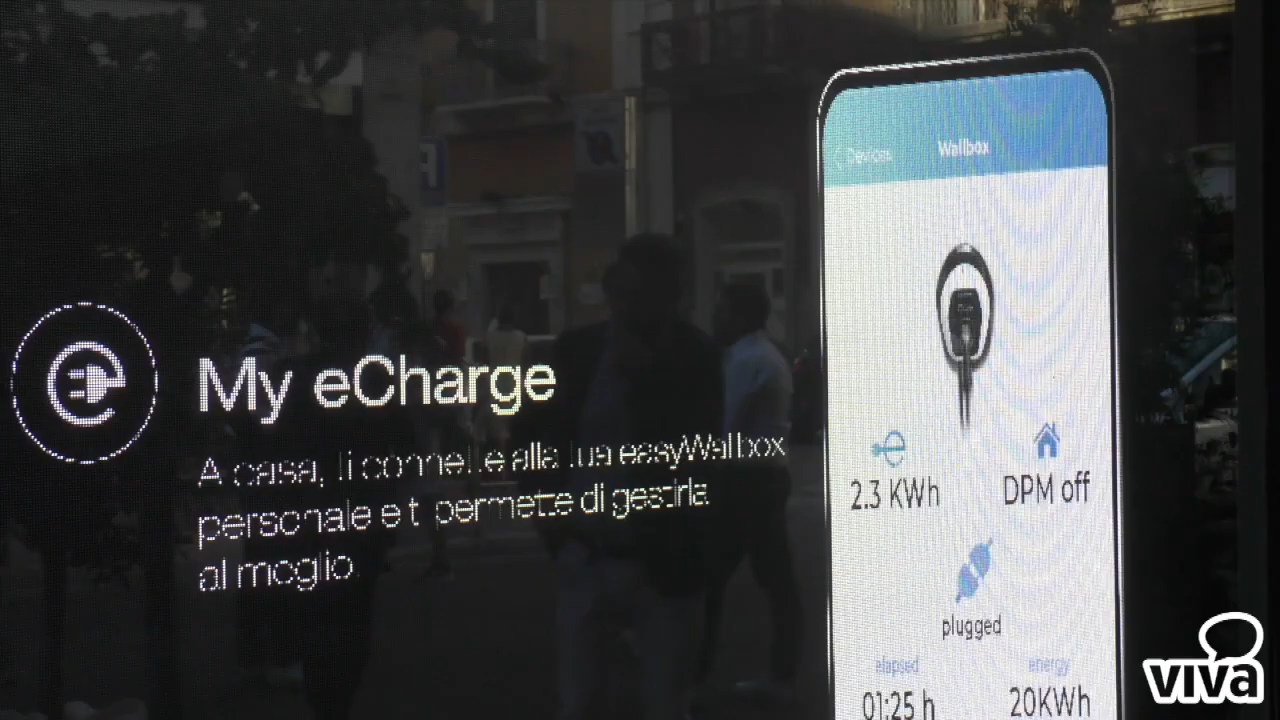 My eCharge
A casa, ti connette alla tua easyWallbox
personale e ti permette di gestirla
al meglio
Devices
Wallbox
2.3 KWh
DPM off
plugged
elapsed
energy
01:25 h
20KWh
viva